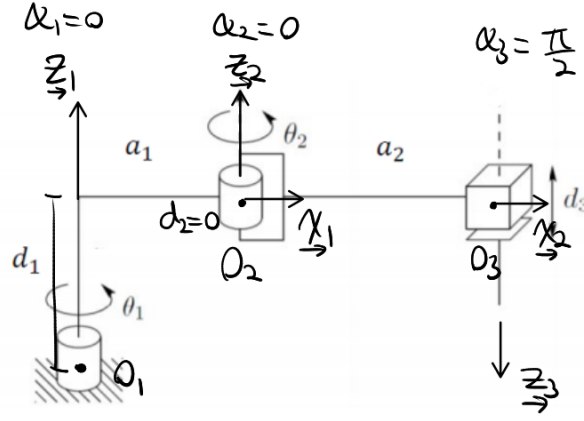 α₁=0
α₂=0
α₃=π/2
z₁
z₂
θ₂
a₁
a₂
d₂=0
x₁
d₃
x₂
O₂
O₃
d₁
θ₁
O₁
z₃